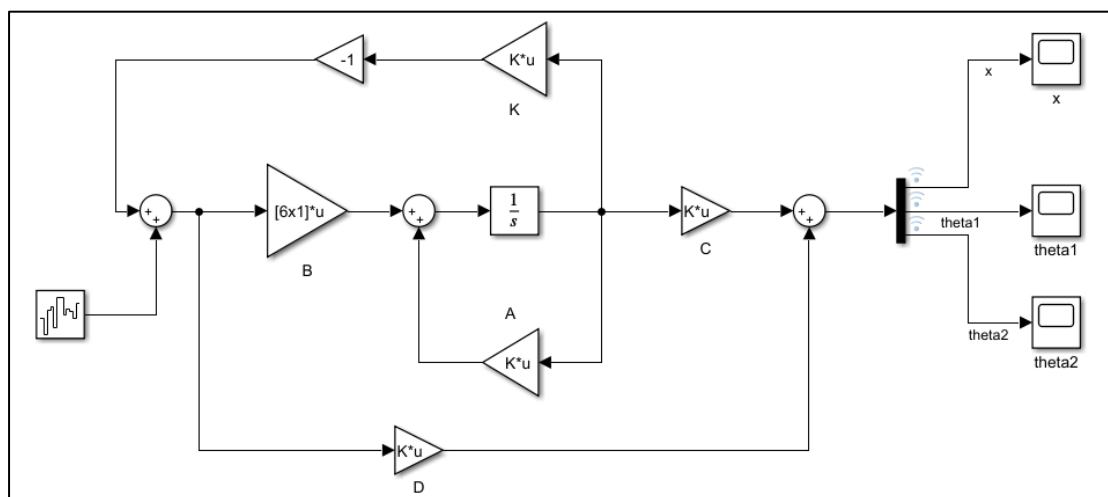 -1
K*u
K
x
x
+
+
[6x1]*u
B
+
+
1
s
K*u
C
+
+
theta1
theta1
A
K*u
theta2
theta2
K*u
D